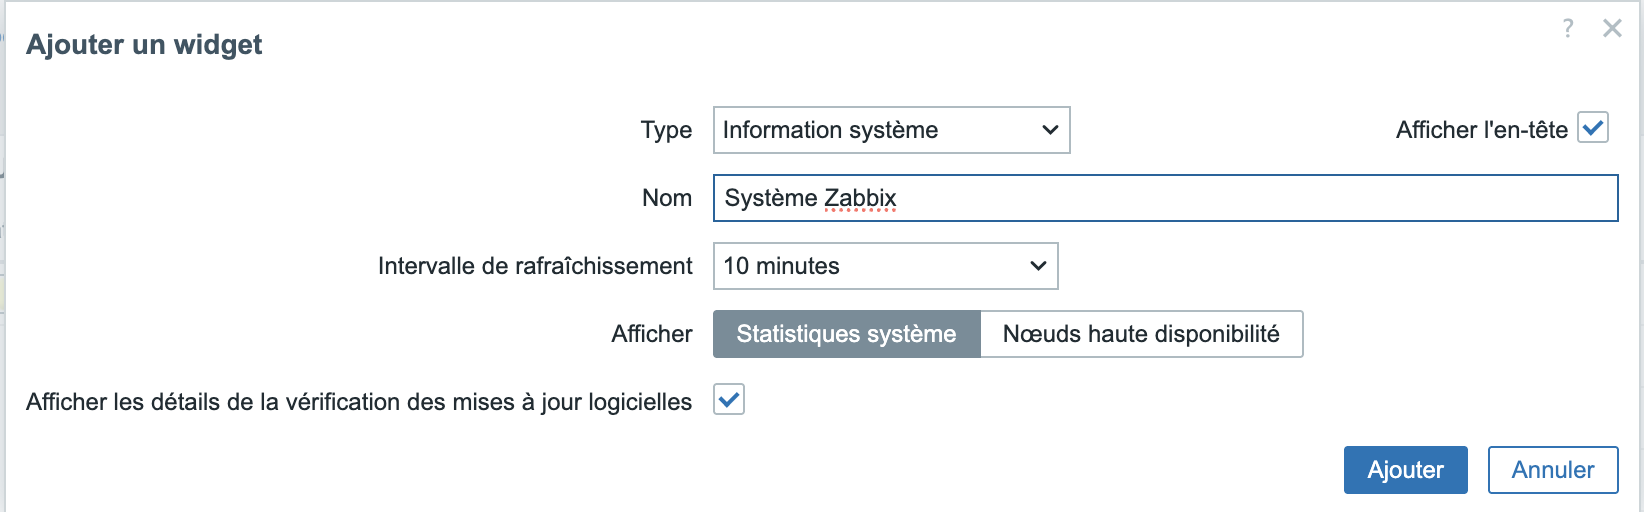 Ajouter un widget
?
Type Information système Afficher l'en-tête
Nom Système Zabbix
Intervalle de rafraîchissement 10 minutes
Afficher Statistiques système Nœuds haute disponibilité
Afficher les détails de la vérification des mises à jour logicielles
Ajouter Annuler